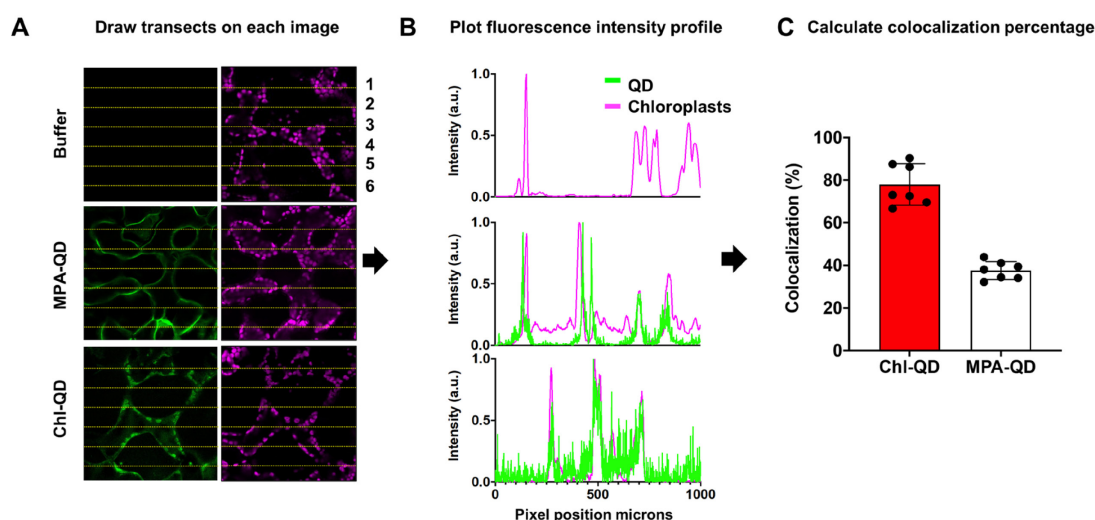 A Draw transects on each image
Buffer
MPA-QD
Chl-QD
1
2
3
4
5
6
B Plot fluorescence intensity profile
QD
Chloroplasts
Intensity (a.u.)
1.0
0.5
0.0
Intensity (a.u.)
1.0
0.5
0.0
Intensity (a.u.)
1.0
0.5
0.0
0 500 1000
Pixel position microns
C Calculate colocalization percentage
Colocalization (%)
100
80
60
40
20
0
Chl-QD MPA-QD